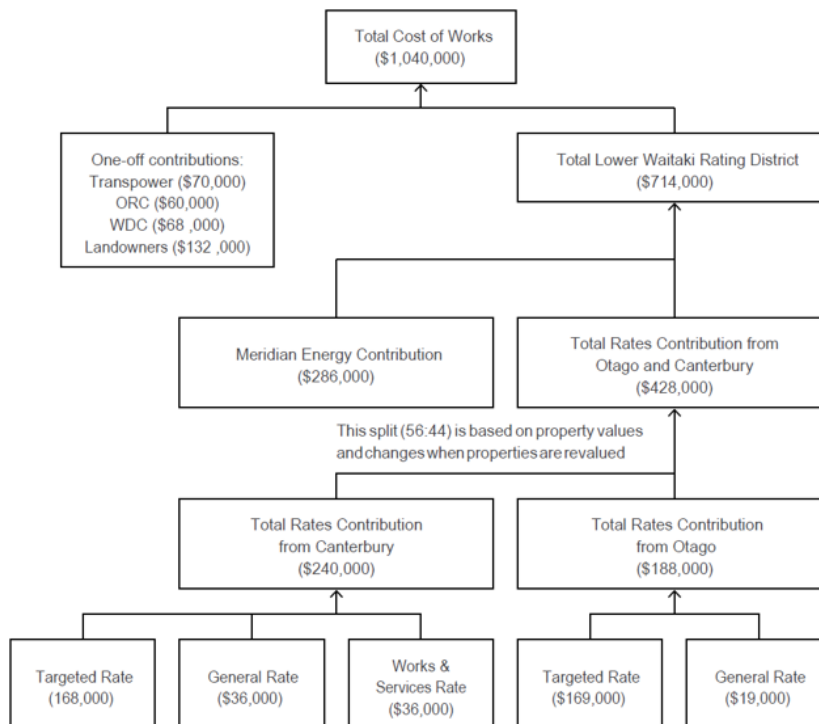 Total Cost of Works
($1,040,000)
One-off contributions:
Transpower ($70,000)
ORC ($60,000)
WDC ($68 ,000)
Landowners ($132 ,000)
Total Lower Waitaki Rating District
($714,000)
Meridian Energy Contribution
($286,000)
Total Rates Contribution from
Otago and Canterbury
($428,000)
This split (56:44) is based on property values
and changes when properties are revalued
Total Rates Contribution
from Canterbury
($240,000)
Total Rates Contribution
from Otago
($188,000)
Targeted Rate
(168,000)
General Rate
($36,000)
Works &
Services Rate
($36,000)
Targeted Rate
($169,000)
General Rate
($19,000)